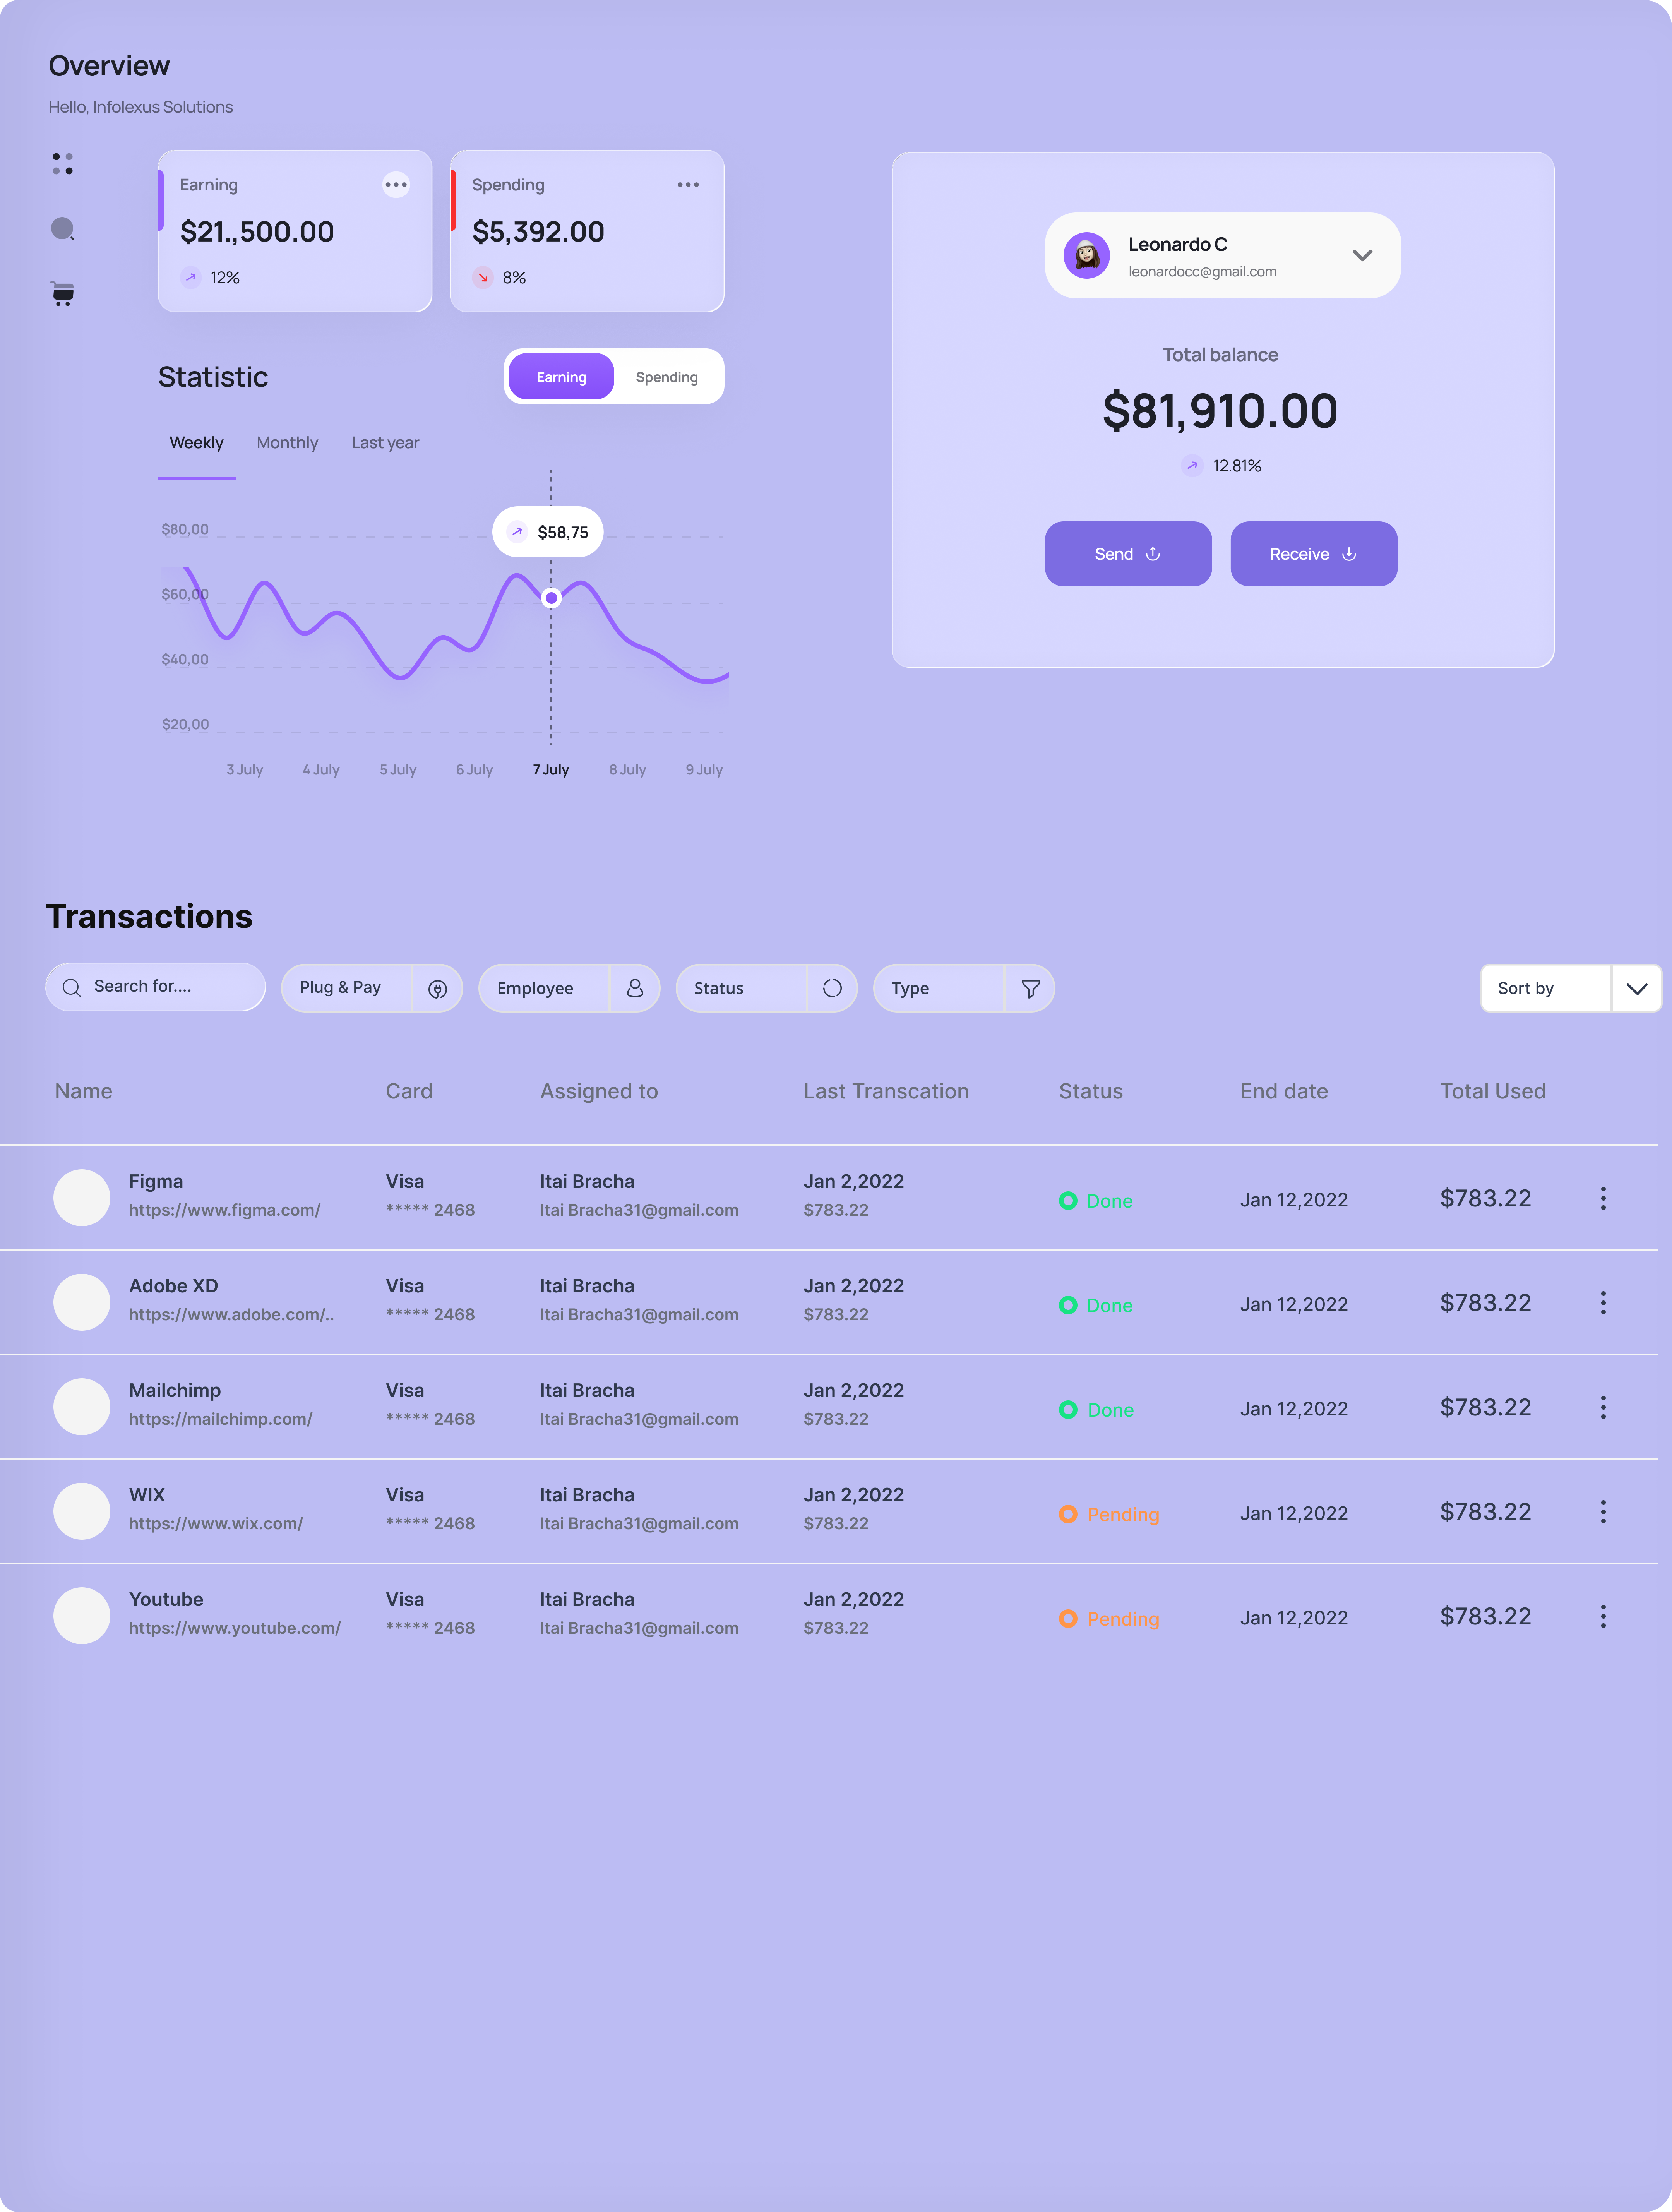 Overview
Hello, Infolexus Solutions
Earning
$21.,500.00
12%
Spending
$5,392.00
8%
Leonardo C
leonardocc@gmail.com
Total balance
$81,910.00
12.81%
Send
Receive
Statistic
Earning
Spending
Weekly
Monthly
Last year
$58,75
$80,00
$60,00
$40,00
$20,00
3 July
4 July
5 July
6 July
7 July
8 July
9 July
Transactions
Search for....
Plug & Pay
Employee
Status
Type
Sort by
Name Card Assigned to Last Transcation Status End date Total Used
Figma Visa Itai Bracha Jan 2,2022
https://www.figma.com/ ***** 2468 Itai Bracha31@gmail.com $783.22
Done Jan 12,2022 $783.22
Adobe XD Visa Itai Bracha Jan 2,2022
https://www.adobe.com/.. ***** 2468 Itai Bracha31@gmail.com $783.22
Done Jan 12,2022 $783.22
Mailchimp Visa Itai Bracha Jan 2,2022
https://mailchimp.com/ ***** 2468 Itai Bracha31@gmail.com $783.22
Done Jan 12,2022 $783.22
WIX Visa Itai Bracha Jan 2,2022
https://www.wix.com/ ***** 2468 Itai Bracha31@gmail.com $783.22
Pending Jan 12,2022 $783.22
Youtube Visa Itai Bracha Jan 2,2022
https://www.youtube.com/ ***** 2468 Itai Bracha31@gmail.com $783.22
Pending Jan 12,2022 $783.22